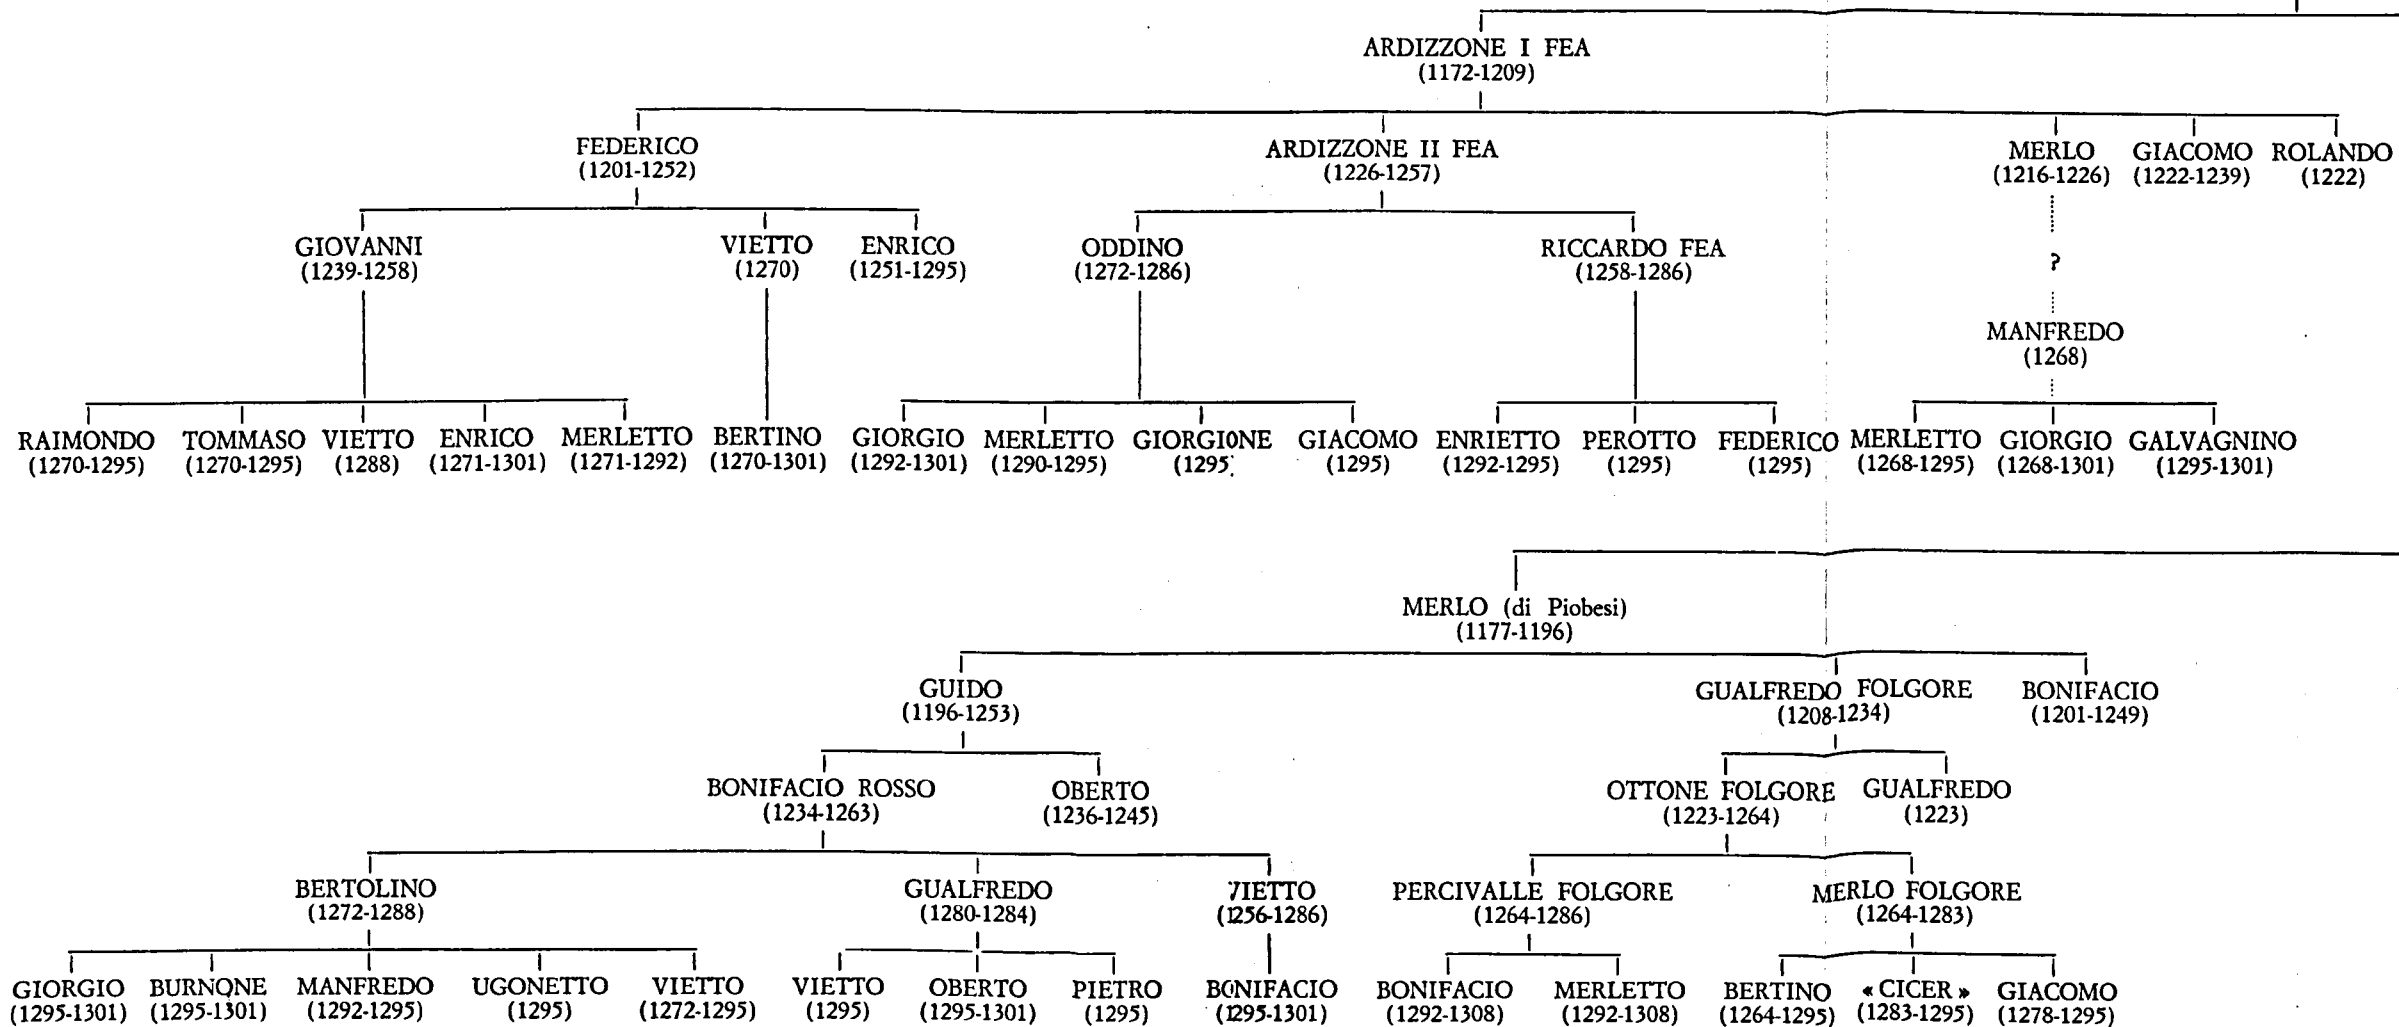 ARDIZZONE I FEA
(1172-1209)
FEDERICO
(1201-1252)
ARDIZZONE II FEA
(1226-1257)
MERLO
(1216-1226)
GIACOMO
(1222-1239)
ROLANDO
(1222)
GIOVANNI
(1239-1258)
VIETTO
(1270)
ENRICO
(1251-1295)
ODDINO
(1272-1286)
RICCARDO FEA
(1258-1286)
?
MANFREDO
(1268)
RAIMONDO
(1270-1295)
TOMMASO
(1270-1295)
VIETTO
(1288)
ENRICO
(1271-1301)
MERLETTO
(1271-1292)
BERTINO
(1270-1301)
GIORGIO
(1292-1301)
MERLETTO
(1290-1295)
GIORGIONE
(1295)
GIACOMO
(1295)
ENRIETTO
(1292-1295)
PEROTTO
(1295)
FEDERICO
(1295)
MERLETTO
(1268-1295)
GIORGIO
(1268-1301)
GALVAGNINO
(1295-1301)
MERLO (di Piobesi)
(1177-1196)
GUIDO
(1196-1253)
GUALFREDO FOLGORE
(1208-1234)
BONIFACIO
(1201-1249)
BONIFACIO ROSSO
(1234-1263)
OBERTO
(1236-1245)
OTTONE FOLGORE
(1223-1264)
GUALFREDO
(1223)
BERTOLINO
(1272-1288)
GUALFREDO
(1280-1284)
VIETTO
(1256-1286)
PERCIVALLE FOLGORE
(1264-1286)
MERLO FOLGORE
(1264-1283)
GIORGIO
(1295-1301)
BURNONE
(1295-1301)
MANFREDO
(1292-1295)
UGONETTO
(1295)
VIETTO
(1272-1295)
VIETTO
(1295)
OBERTO
(1295-1301)
PIETRO
(1295)
BONIFACIO
(1295-1301)
BONIFACIO
(1292-1308)
MERLETTO
(1292-1308)
BERTINO
(1264-1295)
« CICER »
(1283-1295)
GIACOMO
(1278-1295)